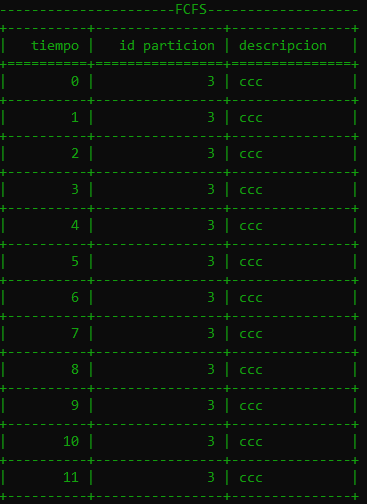 -----------------------FCFS--------------------
+-----------+----------------+---------------+
| tiempo | id particion | descripcion |
+===========+================+===============+
| 0 | 3 | ccc |
+-----------+----------------+---------------+
| 1 | 3 | ccc |
+-----------+----------------+---------------+
| 2 | 3 | ccc |
+-----------+----------------+---------------+
| 3 | 3 | ccc |
+-----------+----------------+---------------+
| 4 | 3 | ccc |
+-----------+----------------+---------------+
| 5 | 3 | ccc |
+-----------+----------------+---------------+
| 6 | 3 | ccc |
+-----------+----------------+---------------+
| 7 | 3 | ccc |
+-----------+----------------+---------------+
| 8 | 3 | ccc |
+-----------+----------------+---------------+
| 9 | 3 | ccc |
+-----------+----------------+---------------+
| 10 | 3 | ccc |
+-----------+----------------+---------------+
| 11 | 3 | ccc |
+-----------+----------------+---------------+